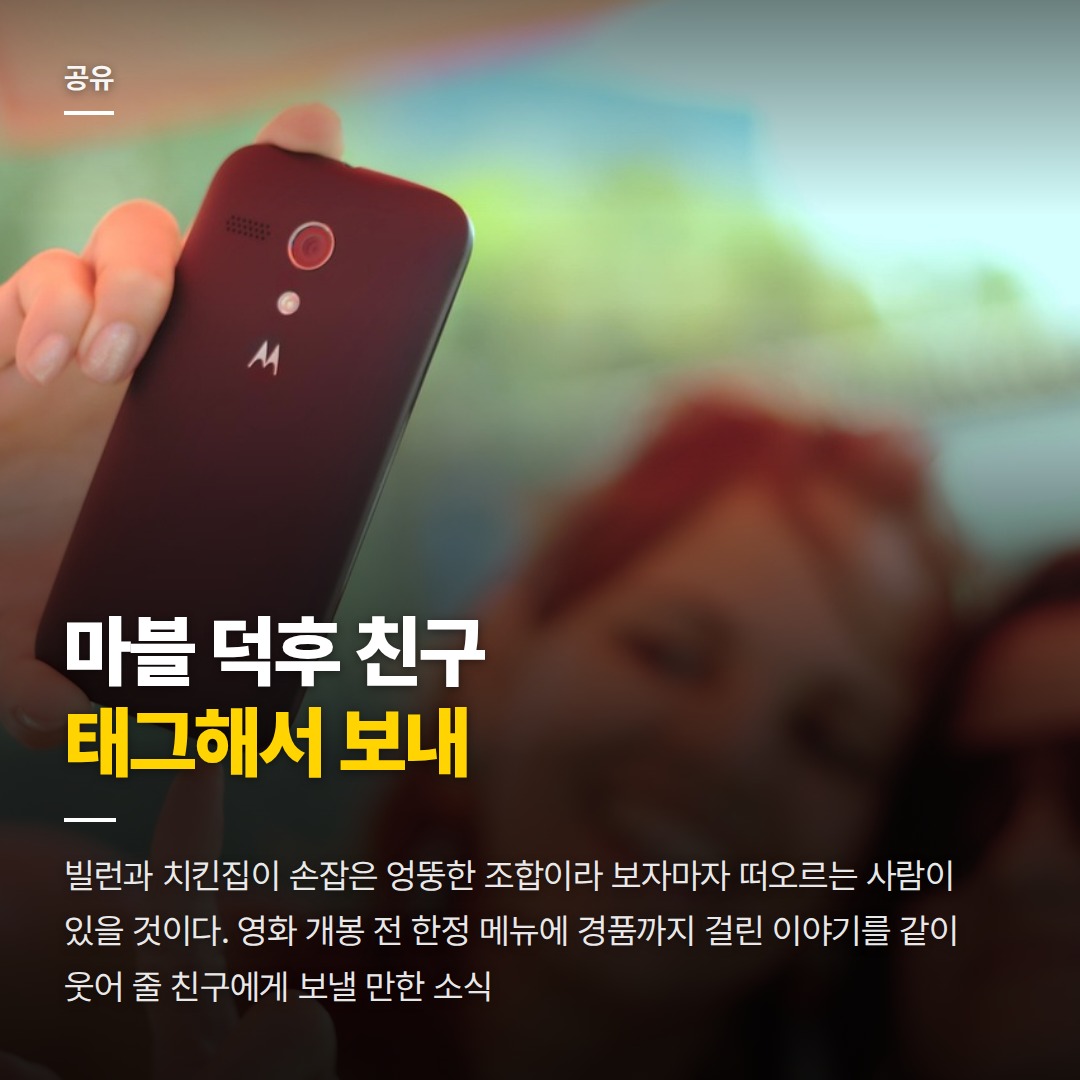 공유
마블 덕후 친구
태그해서 보내
빌런과 치킨집이 손잡은 엉뚱한 조합이라 보자마자 떠오르는 사람이
있을 것이다. 영화 개봉 전 한정 메뉴에 경품까지 걸린 이야기를 같이
웃어 줄 친구에게 보낼 만한 소식